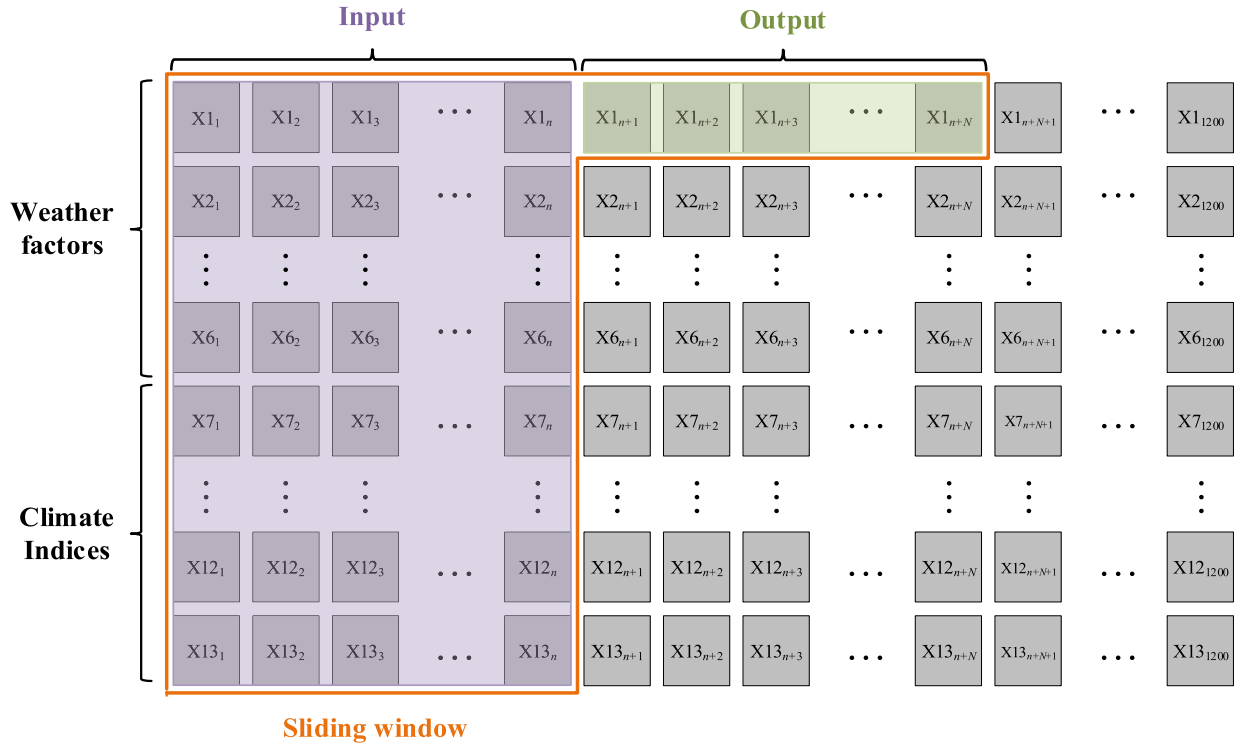 Input
Output
X1₁ X1₂ X1₃ ··· X1ₙ X1ₙ₊₁ X1ₙ₊₂ X1ₙ₊₃ ··· X1ₙ₊N X1ₙ₊N₊₁ ··· X1₁₂₀₀
Weather
factors
X2₁ X2₂ X2₃ ··· X2ₙ X2ₙ₊₁ X2ₙ₊₂ X2ₙ₊₃ ··· X2ₙ₊N X2ₙ₊N₊₁ ··· X2₁₂₀₀
X6₁ X6₂ X6₃ ··· X6ₙ X6ₙ₊₁ X6ₙ₊₂ X6ₙ₊₃ ··· X6ₙ₊N X6ₙ₊N₊₁ ··· X6₁₂₀₀
Climate
Indices
X7₁ X7₂ X7₃ ··· X7ₙ X7ₙ₊₁ X7ₙ₊₂ X7ₙ₊₃ ··· X7ₙ₊N X7ₙ₊N₊₁ ··· X7₁₂₀₀
X12₁ X12₂ X12₃ ··· X12ₙ X12ₙ₊₁ X12ₙ₊₂ X12ₙ₊₃ ··· X12ₙ₊N X12ₙ₊N₊₁ ··· X12₁₂₀₀
X13₁ X13₂ X13₃ ··· X13ₙ X13ₙ₊₁ X13ₙ₊₂ X13ₙ₊₃ ··· X13ₙ₊N X13ₙ₊N₊₁ ··· X13₁₂₀₀
Sliding window